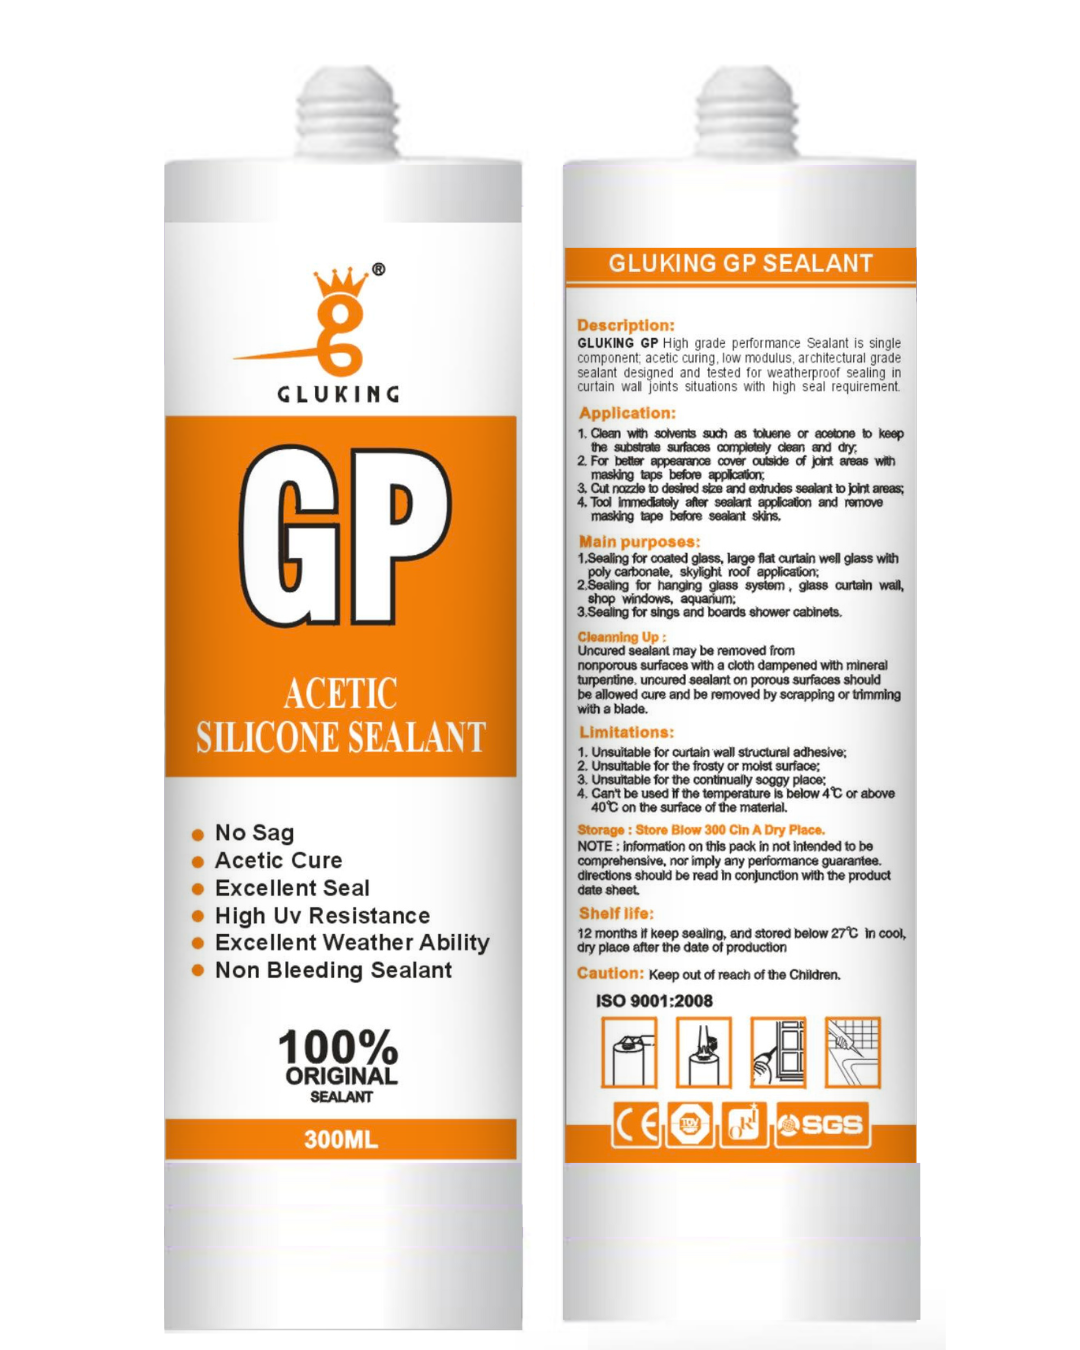 ®
GLUKING
GP
ACETIC
SILICONE SEALANT
No Sag
Acetic Cure
Excellent Seal
High Uv Resistance
Excellent Weather Ability
Non Bleeding Sealant
100%
ORIGINAL
SEALANT
300ML
GLUKING GP SEALANT
Description:
GLUKING GP High grade performance Sealant is single
component; acetic curing, low modulus, architectural grade
sealant designed and tested for weatherproof sealing in
curtain wall joints situations with high seal requirement.
Application:
1. Clean with solvents such as toluene or acetone to keep
the substrate surfaces completely clean and dry;
2. For better appearance cover outside of joint areas with
masking taps before application;
3. Cut nozzle to desired size and extrudes sealant to joint areas;
4. Tool immediately after sealant application and remove
masking tape before sealant skins.
Main purposes:
1.Sealing for coated glass, large flat curtain well glass with
poly carbonate, skylight roof application;
2.Sealing for hanging glass system , glass curtain wall,
shop windows, aquarium;
3.Sealing for sings and boards shower cabinets.
Cleanning Up :
Uncured sealant may be removed from
nonporous surfaces with a cloth dampened with mineral
turpentine. uncured sealant on porous surfaces should
be allowed cure and be removed by scrapping or trimming
with a blade.
Limitations:
1. Unsuitable for curtain wall structural adhesive;
2. Unsuitable for the frosty or moist surface;
3. Unsuitable for the continually soggy place;
4. Can't be used if the temperature is below 4℃ or above
40℃ on the surface of the material.
Storage : Store Blow 300 CIn A Dry Place.
NOTE : information on this pack in not intended to be
comprehensive, nor imply any performance guarantee.
directions should be read in conjunction with the product
date sheet.
Shelf life:
12 months if keep sealing, and stored below 27℃ In cool,
dry place after the date of production
Caution: Keep out of reach of the Children.
ISO 9001:2008
CE TÜV ORI SGS